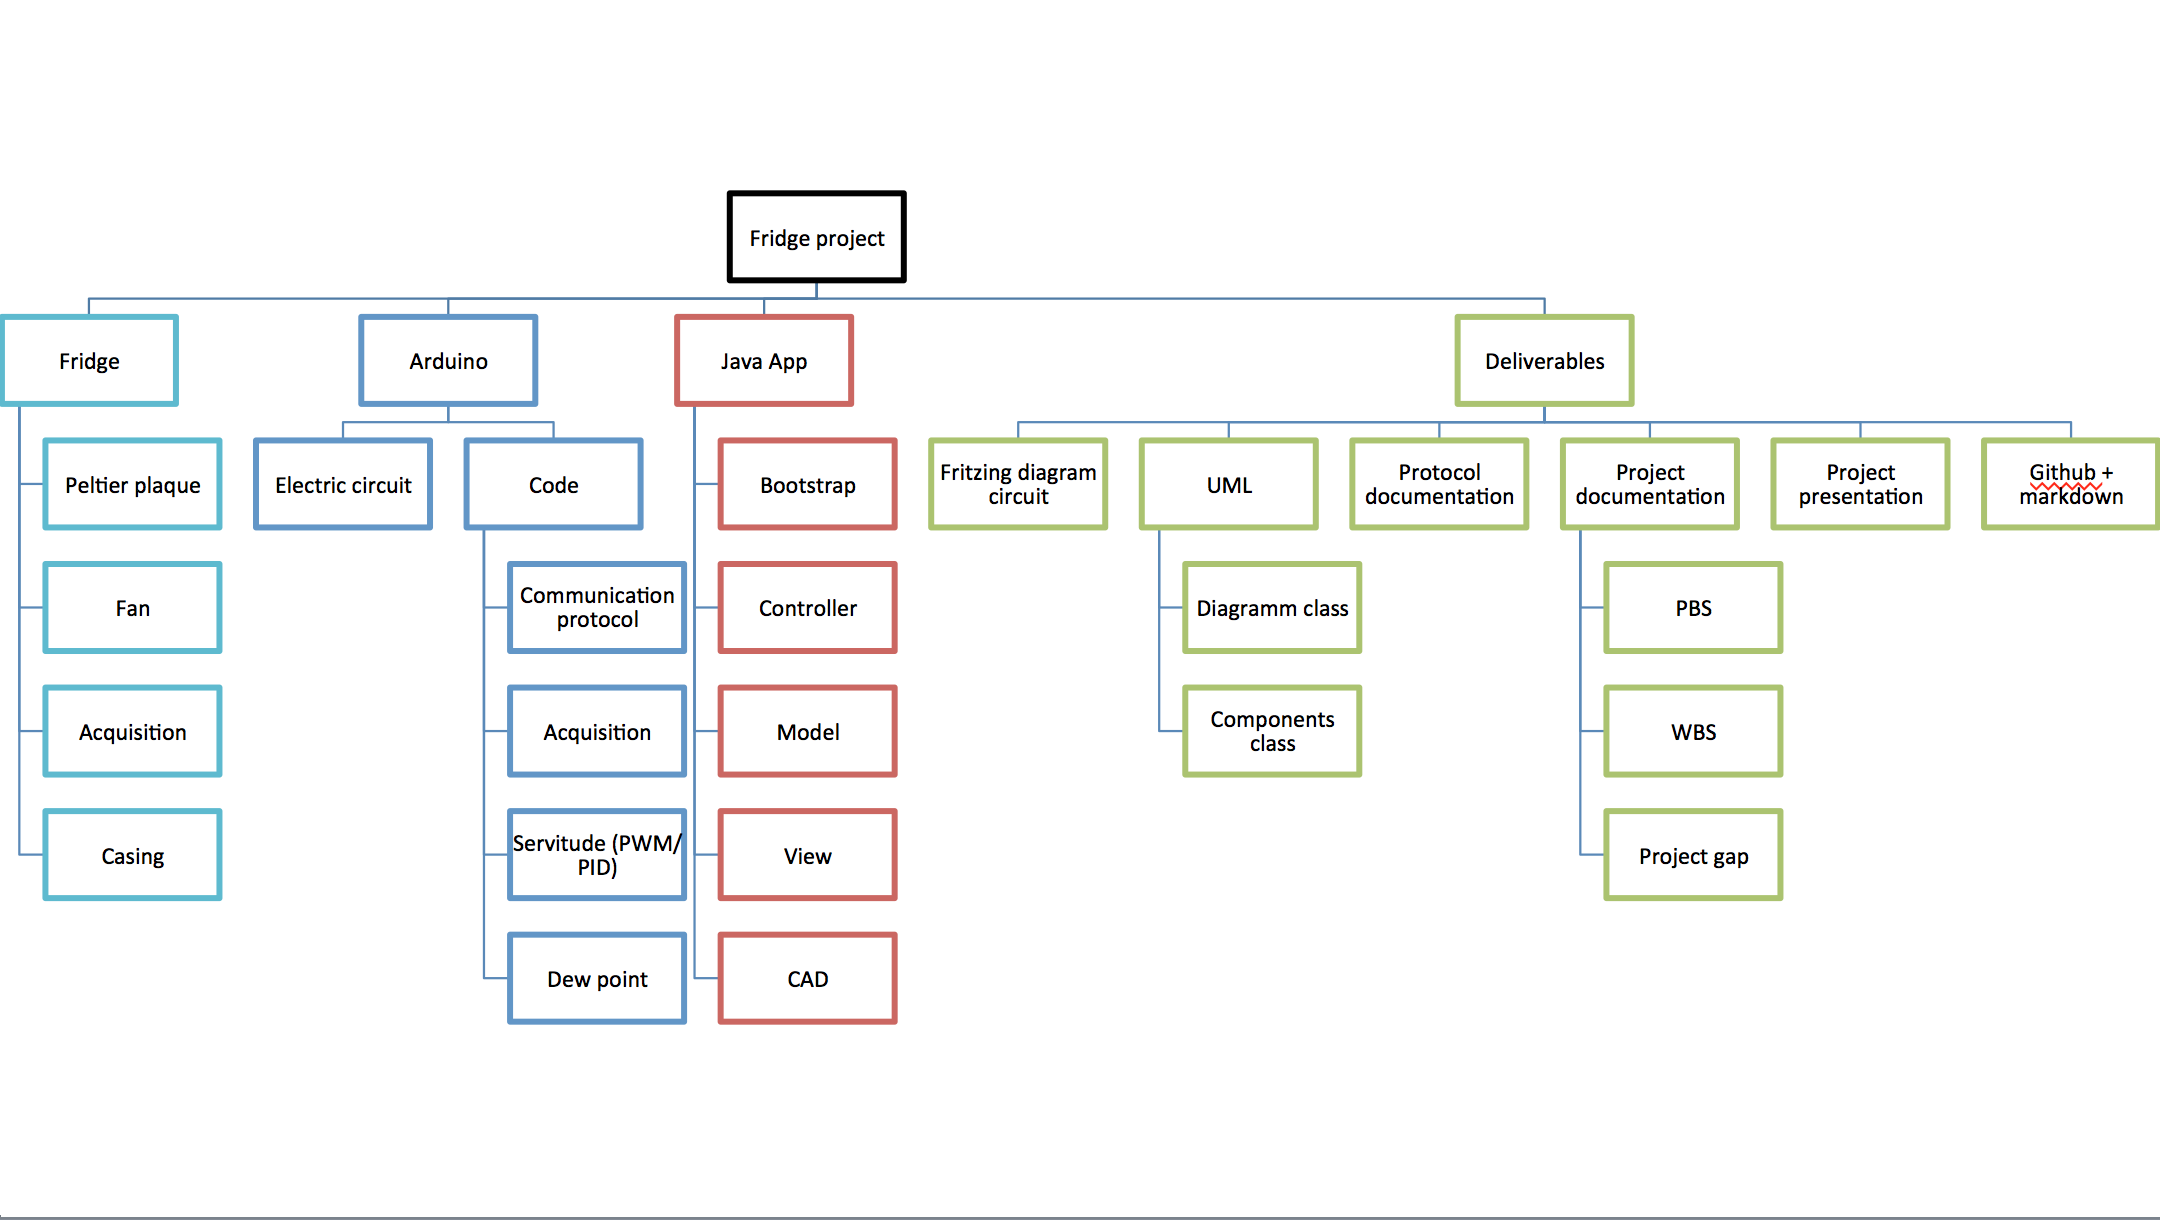 Fridge project
Fridge
Arduino
Java App
Deliverables
Peltier plaque
Electric circuit
Code
Bootstrap
Fritzing diagram
circuit
UML
Protocol
documentation
Project
documentation
Project
presentation
Github +
markdown
Fan
Communication
protocol
Controller
Diagramm class
PBS
Acquisition
Acquisition
Model
Components
class
WBS
Casing
Servitude (PWM/
PID)
View
Project gap
Dew point
CAD